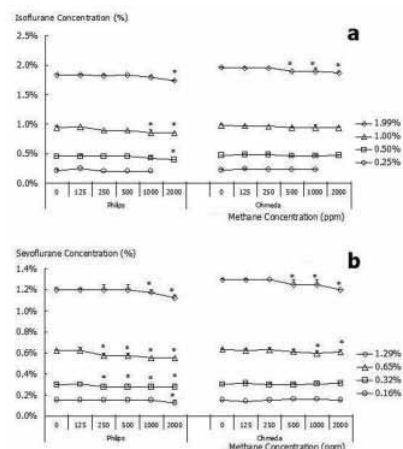 Isoflurane Concentration (%)
a
2.5%
2.0%
1.5%
1.0%
0.5%
0.0%
1.99%
1.00%
0.50%
0.25%
0 125 250 500 1000 2000 0 125 250 500 1000 2000
Philips Ohmeda
Methane Concentration (ppm)
Sevoflurane Concentration (%)
b
1.4%
1.2%
1.0%
0.8%
0.6%
0.4%
0.2%
0.0%
1.29%
0.65%
0.32%
0.16%
0 125 250 500 1000 2000 0 125 250 500 1000 2000
Philips Ohmeda
Methane Concentration (ppm)